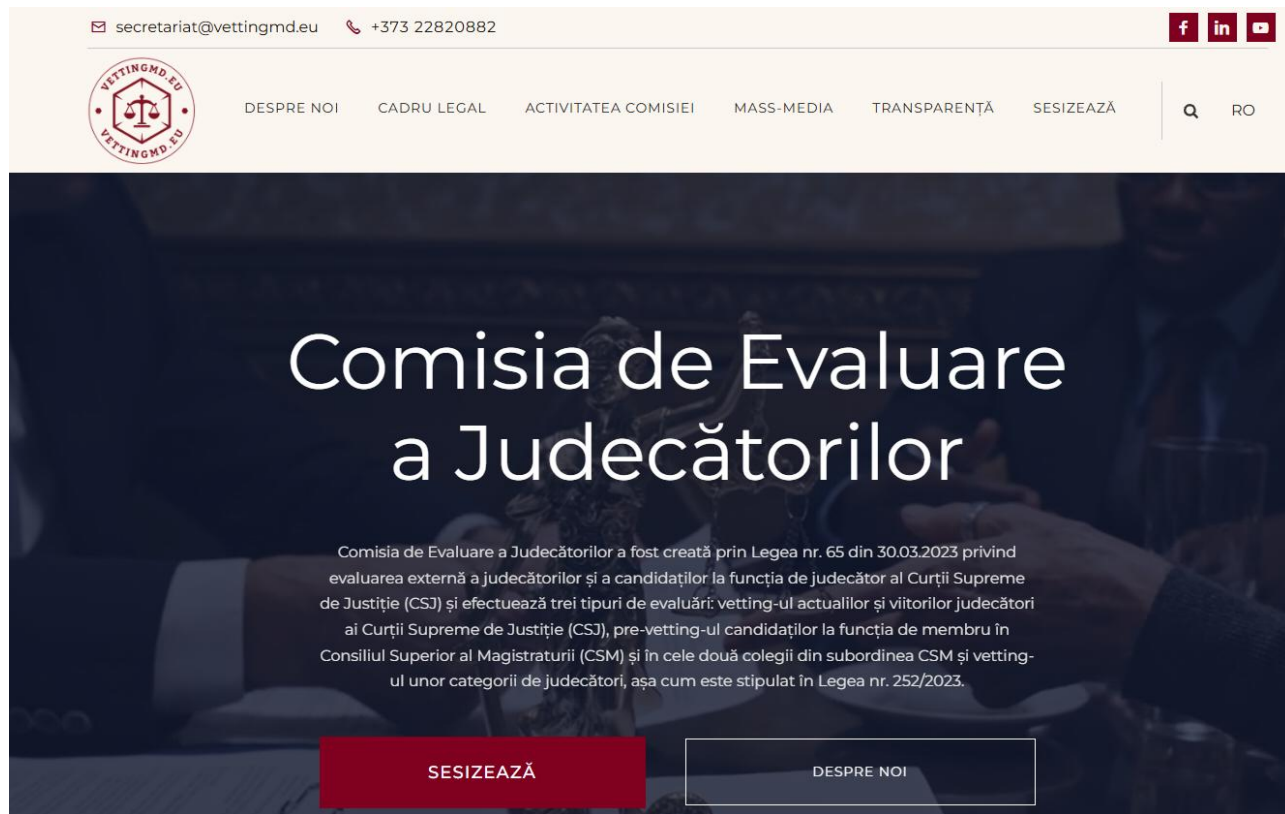 secretariat@vettingmd.eu +373 22820882
VETTINGMD.EU
VETTINGMD.EU
DESPRE NOI CADRU LEGAL ACTIVITATEA COMISIEI MASS-MEDIA TRANSPARENȚĂ SESIZEAZĂ RO
Comisia de Evaluare
a Judecătorilor
Comisia de Evaluare a Judecătorilor a fost creată prin Legea nr. 65 din 30.03.2023 privind
evaluarea externă a judecătorilor și a candidaților la funcția de judecător al Curții Supreme
de Justiție (CSJ) și efectuează trei tipuri de evaluări: vetting-ul actualilor și viitorilor judecători
ai Curții Supreme de Justiție (CSJ), pre-vetting-ul candidaților la funcția de membru în
Consiliul Superior al Magistraturii (CSM) și în cele două colegii din subordinea CSM și vetting-
ul unor categorii de judecători, așa cum este stipulat în Legea nr. 252/2023.
SESIZEAZĂ DESPRE NOI